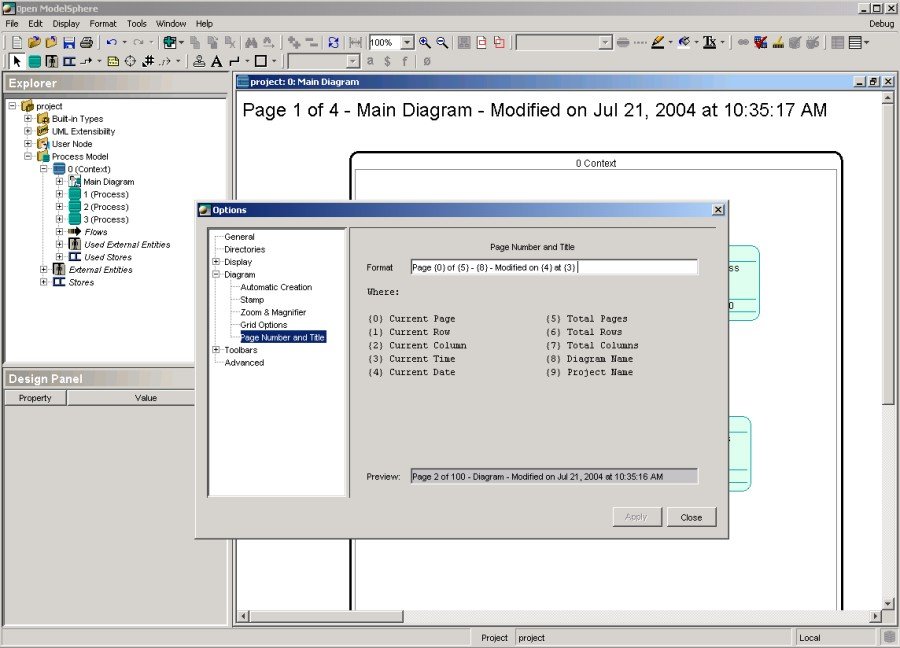 Open ModelSphere
File Edit Display Format Tools Window Help Debug
100%
A
a $ f ø
Explorer
project
Built-in Types
UML Extensibility
User Node
Process Model
0 (Context)
Main Diagram
1 (Process)
2 (Process)
3 (Process)
Flows
Used External Entities
Used Stores
External Entities
Stores
Design Panel
Property Value
project: 0: Main Diagram
Page 1 of 4 - Main Diagram - Modified on Jul 21, 2004 at 10:35:17 AM
0 Context
ss
0
Options
General
Directories
Display
Diagram
Automatic Creation
Stamp
Zoom & Magnifier
Grid Options
Page Number and Title
Toolbars
Advanced
Page Number and Title
Format Page {0} of {5} - {8} - Modified on {4} at {3}
Where:
{0} Current Page {5} Total Pages
{1} Current Row {6} Total Rows
{2} Current Column {7} Total Columns
{3} Current Time {8} Diagram Name
{4} Current Date {9} Project Name
Preview: Page 2 of 100 - Diagram - Modified on Jul 21, 2004 at 10:35:16 AM
Apply Close
Project project Local